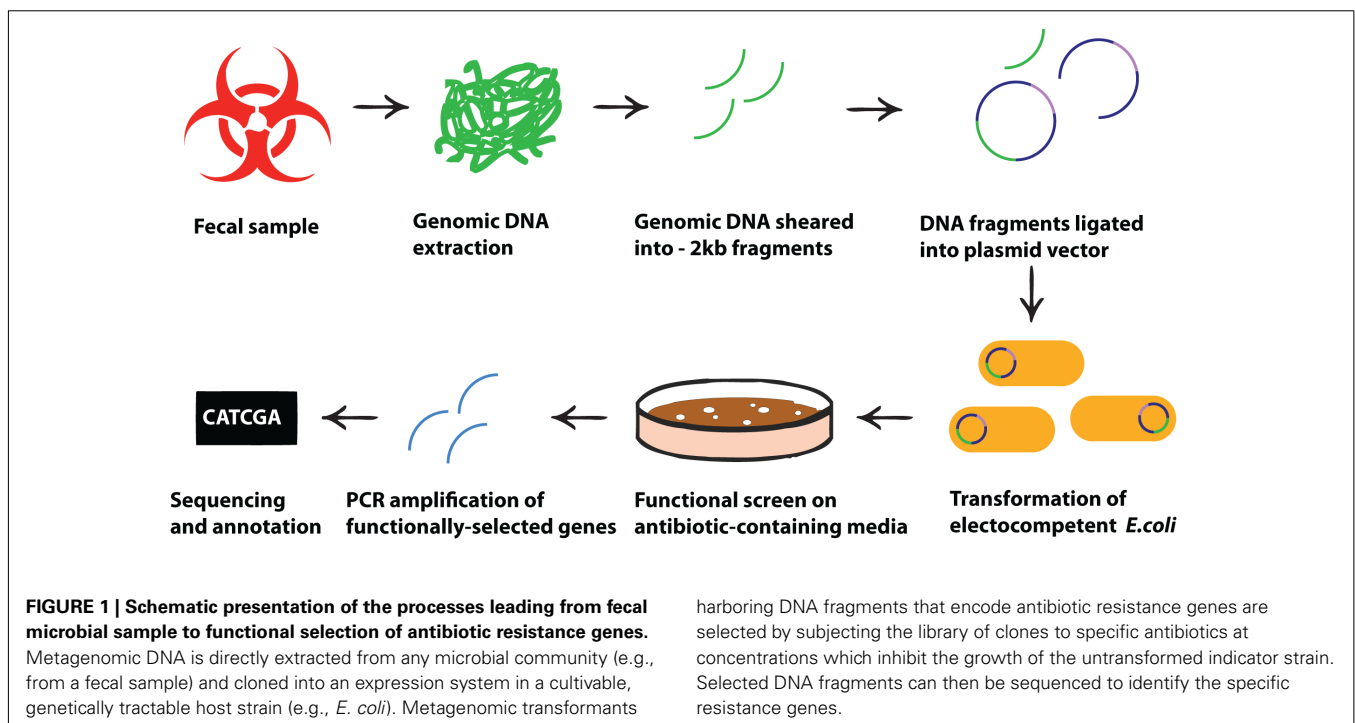 Fecal sample
Genomic DNA
extraction
Genomic DNA sheared
into - 2kb fragments
DNA fragments ligated
into plasmid vector
CATCGA
Sequencing
and annotation
PCR amplification of
functionally-selected genes
Functional screen on
antibiotic-containing media
Transformation of
electocompetent E.coli
FIGURE 1 | Schematic presentation of the processes leading from fecal
microbial sample to functional selection of antibiotic resistance genes.
Metagenomic DNA is directly extracted from any microbial community (e.g.,
from a fecal sample) and cloned into an expression system in a cultivable,
genetically tractable host strain (e.g., E. coli). Metagenomic transformants
harboring DNA fragments that encode antibiotic resistance genes are
selected by subjecting the library of clones to specific antibiotics at
concentrations which inhibit the growth of the untransformed indicator strain.
Selected DNA fragments can then be sequenced to identify the specific
resistance genes.